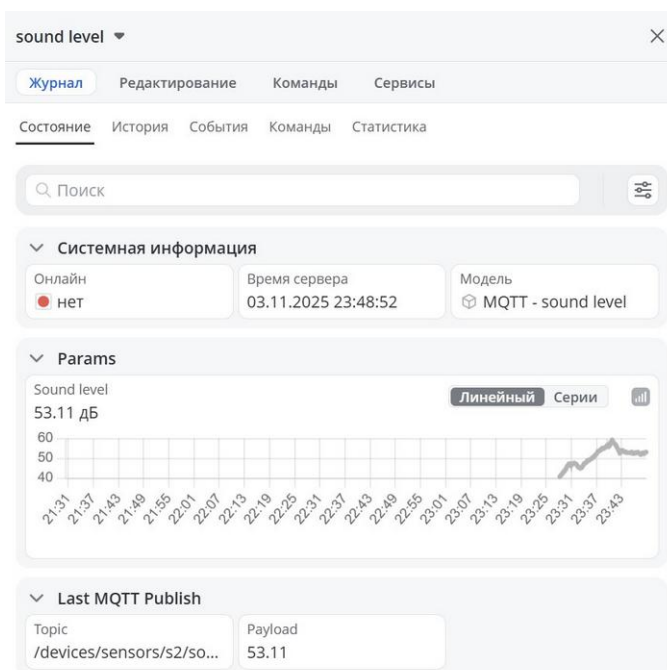 sound level
Журнал Редактирование Команды Сервисы
Состояние История События Команды Статистика
Поиск
Системная информация
Онлайн Время сервера Модель
нет 03.11.2025 23:48:52 MQTT - sound level
Params
Sound level
53.11 дБ
Линейный Серии
60
50
40
21:31 21:37 21:43 21:49 21:55 22:01 22:07 22:13 22:19 22:25 22:31 22:37 22:43 22:49 22:55 23:01 23:07 23:13 23:19 23:25 23:31 23:37 23:43
Last MQTT Publish
Topic Payload
/devices/sensors/s2/so... 53.11